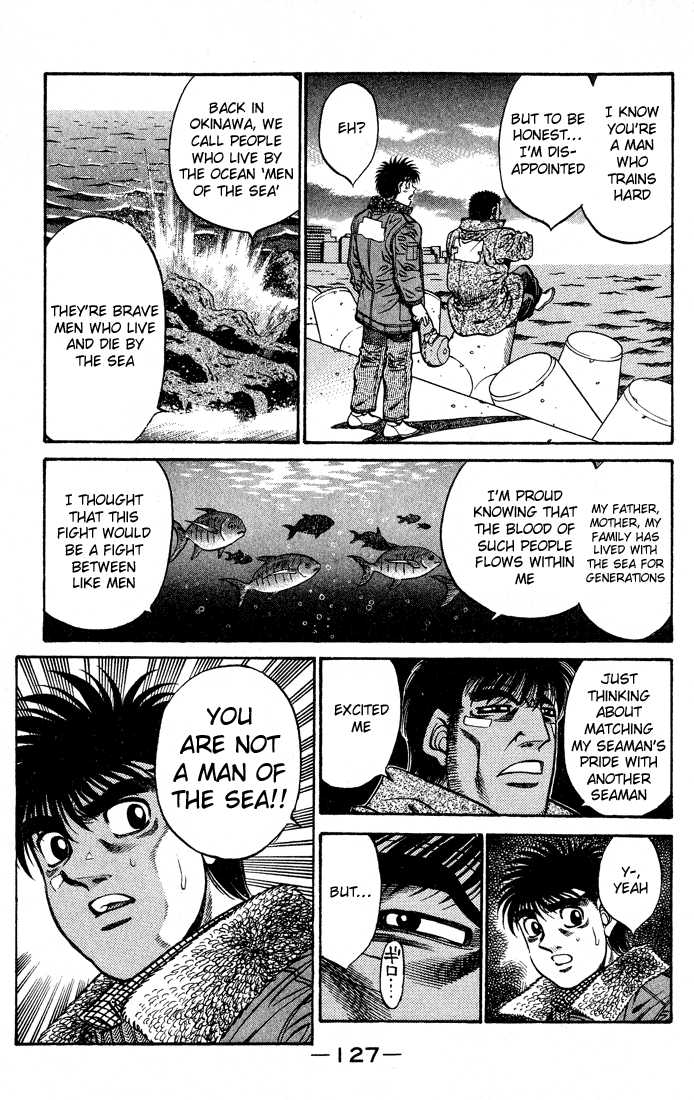 I KNOW
YOU'RE
A MAN
WHO
TRAINS
HARD
BUT TO BE
HONEST...
I'M DIS-
APPOINTED
EH?
BACK IN
OKINAWA, WE
CALL PEOPLE
WHO LIVE BY
THE OCEAN 'MEN
OF THE SEA'
THEY'RE BRAVE
MEN WHO LIVE
AND DIE BY
THE SEA
MY FATHER,
MOTHER, MY
FAMILY HAS
LIVED WITH
THE SEA FOR
GENERATIONS
I'M PROUD
KNOWING THAT
THE BLOOD OF
SUCH PEOPLE
FLOWS WITHIN
ME
I THOUGHT
THAT THIS
FIGHT WOULD
BE A FIGHT
BETWEEN
LIKE MEN
JUST
THINKING
ABOUT
MATCHING
MY SEAMAN'S
PRIDE WITH
ANOTHER
SEAMAN
EXCITED
ME
Y-,
YEAH
BUT...
ギロ...
YOU
ARE NOT
A MAN OF
THE SEA!!
—127—